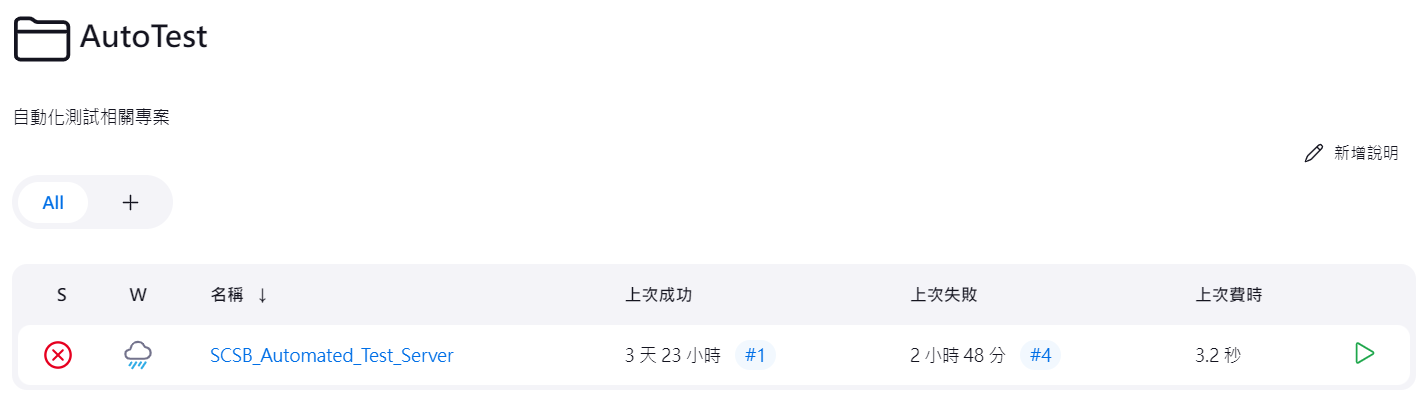 AutoTest
自動化測試相關專案
新增說明
All +
S W 名稱 ↓ 上次成功 上次失敗 上次費時
SCSB_Automated_Test_Server 3 天 23 小時 #1 2 小時 48 分 #4 3.2 秒